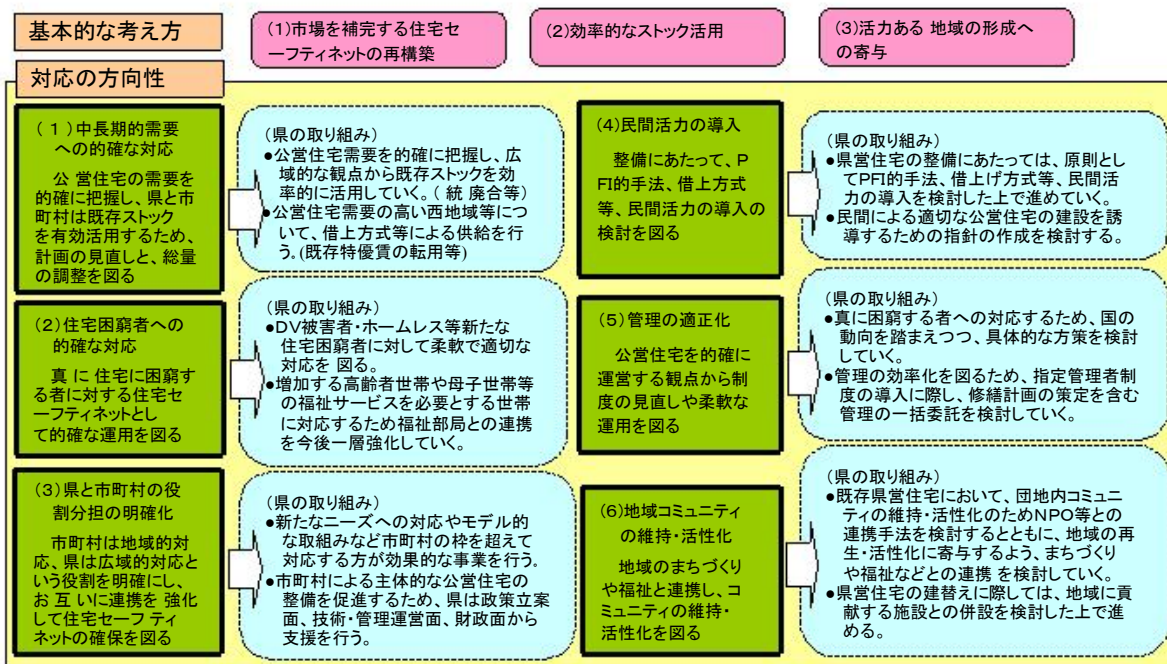 基本的な考え方
(1)市場を補完する住宅セ
ーフティネットの再構築
(2)効率的なストック活用
(3)活力ある 地域の形成へ
の寄与
対応の方向性
(１)中長期的需要
への的確な対応
公 営住宅の需要を
的確に把握し、県と市
町村は既存ストック
を有効活用するため、
計画の見直しと、総量
の調整を図る
(県の取り組み)
●公営住宅需要を的確に把握し、広
域的な観点から既存ストックを効
率的に活用していく。( 統 廃合等)
●公営住宅需要の高い西地域等につ
いて、借上方式等による供給を行
う。(既存特優賃の転用等)
(2)住宅困窮者への
的確な対応
真 に 住宅に困窮す
る者に対する住宅セ
ーフティネットとし
て的確な運用を図る
(県の取り組み)
●ＤＶ被害者・ホームレス等新たな
住宅困窮者に対して柔軟で適切な
対応を 図る。
●増加する高齢者世帯や母子世帯等
の福祉サービスを必要とする世帯
に対応するため福祉部局との連携
を今後一層強化していく。
(3)県と市町村の役
割分担の明確化
市町村は地域的対
応、県は広域的対応と
いう役割を明確にし、
お 互 いに連携を 強化
して住宅セーフ ティ
ネットの確保を図る
(県の取り組み)
●新たなニーズへの対応やモデル的
な取組みなど市町村の枠を超えて
対応する方が効果的な事業を行う。
●市町村による主体的な公営住宅の
整備を促進するため、県は政策立案
面、技術・管理運営面、財政面から
支援を行う。
(4)民間活力の導入
整備にあたって、Ｐ
ＦＩ的手法、借上方式
等、民間活力の導入の
検討を図る
(県の取り組み)
●県営住宅の整備にあたっては、原則とし
てPFI的手法、借上げ方式等、民間活
力の導入を検討した上で進めていく。
●民間による適切な公営住宅の建設を誘
導するための指針の作成を検討する。
(5)管理の適正化
公営住宅を的確に
運営する観点から制
度の見直しや柔軟な
運用を図る
(県の取り組み)
●真に困窮する者への対応するため、国の
動向を踏まえつつ、具体的な方策を検討
していく。
●管理の効率化を図るため、指定管理者制
度の導入に際し、修繕計画の策定を含む
管理の一括委託を検討していく。
(6)地域コミュニティ
の維持・活性化
地域のまちづくり
や福祉と連携し、コ
ミュニティの維持・
活性化を図る
(県の取り組み)
●既存県営住宅において、団地内コミュニ
ティの維持・活性化のためＮＰＯ等との
連携手法を検討するとともに、地域の再
生・活性化に寄与するよう、まちづくり
や福祉などとの連携 を検討していく。
●県営住宅の建替えに際しては、地域に貢
献する施設との併設を検討した上で進
める。